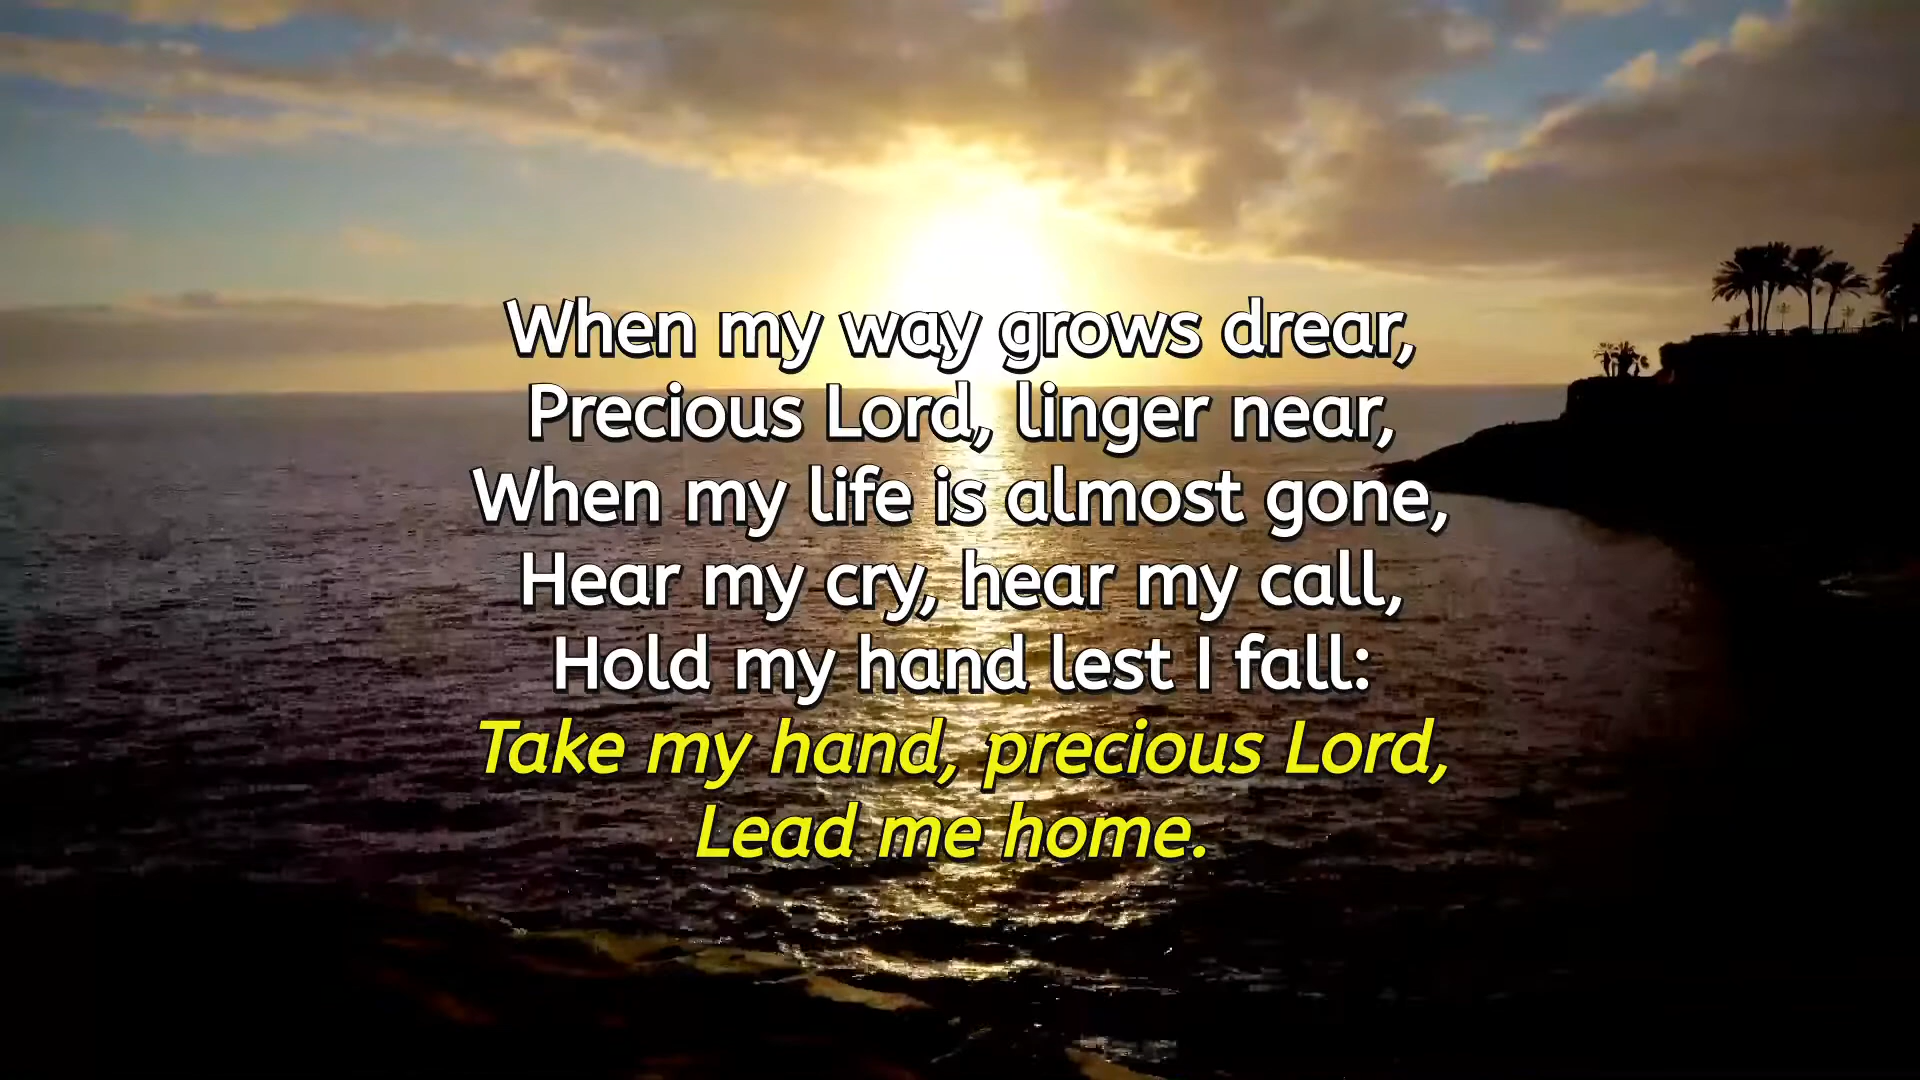 When my way grows drear,
Precious Lord, linger near,
When my life is almost gone,
Hear my cry, hear my call,
Hold my hand lest I fall:
Take my hand, precious Lord,
Lead me home.